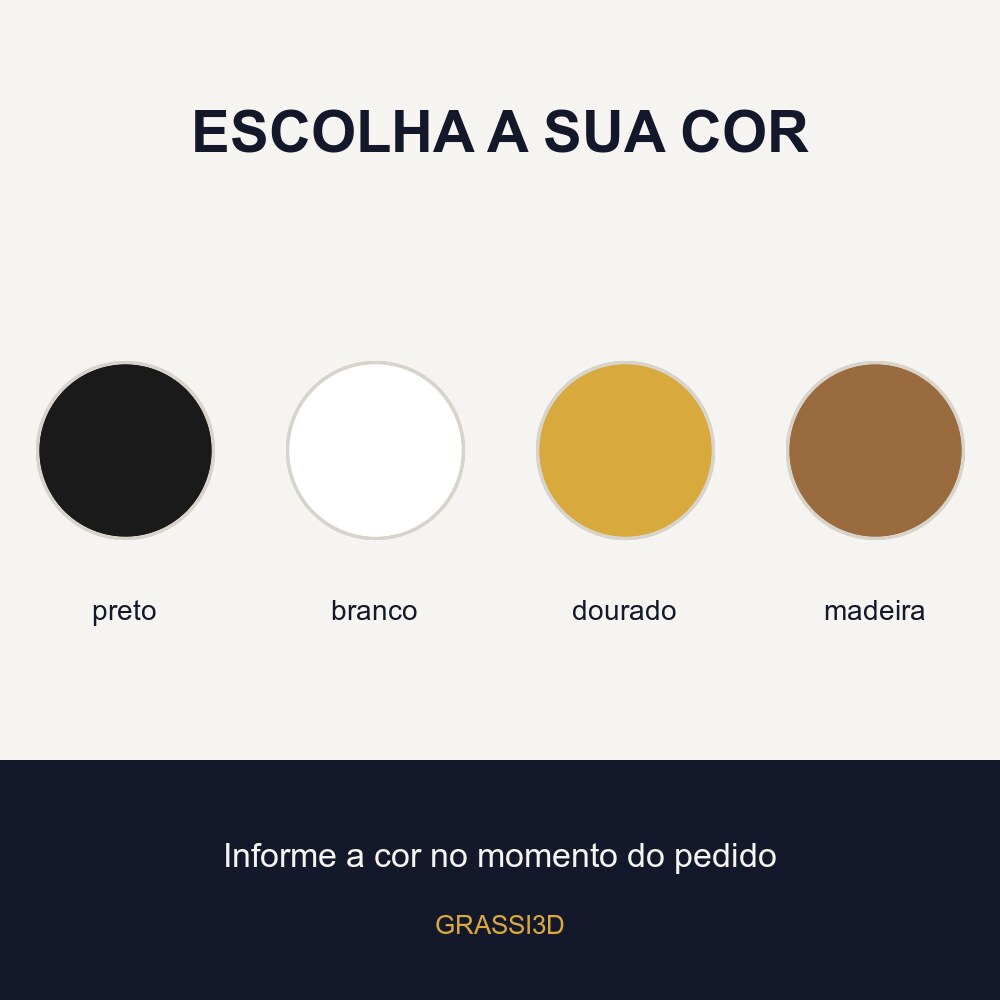 ESCOLHA A SUA COR
preto
branco
dourado
madeira
Informe a cor no momento do pedido
GRASSI3D